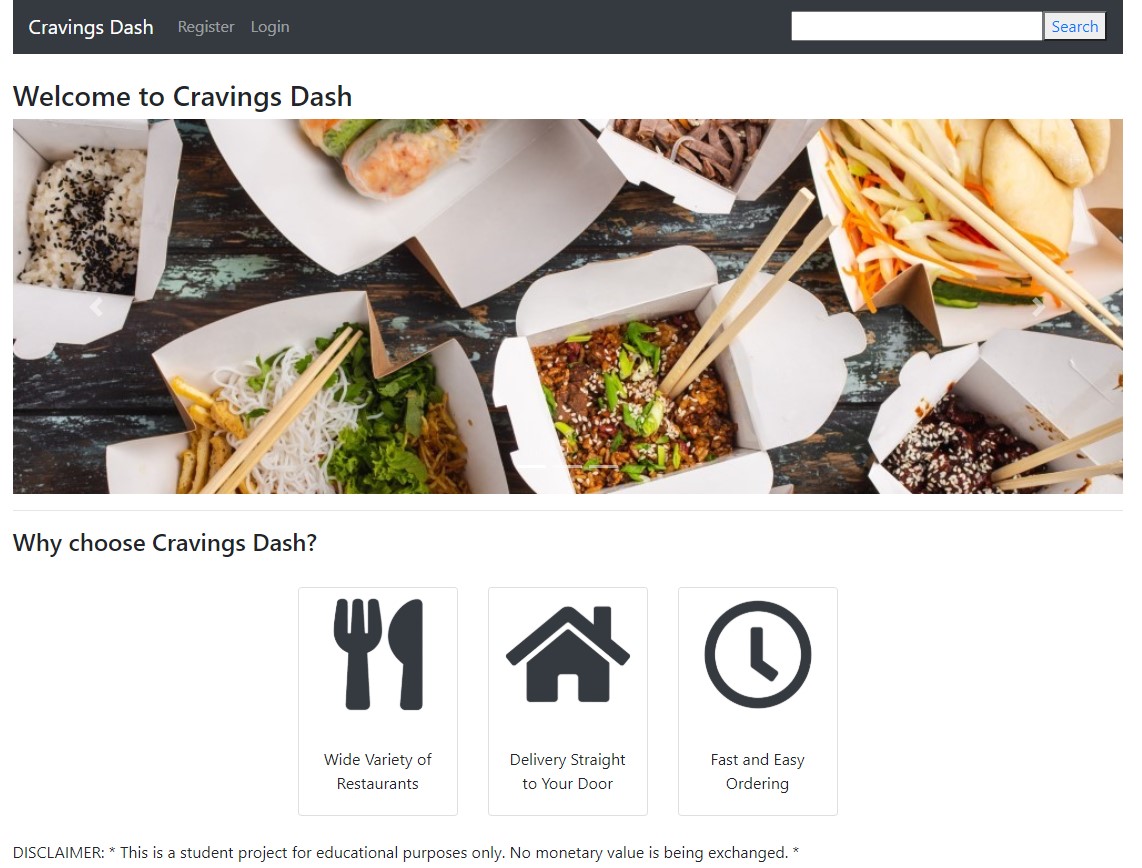 Cravings Dash Register Login Search
Welcome to Cravings Dash
Why choose Cravings Dash?
Wide Variety of
Restaurants
Delivery Straight
to Your Door
Fast and Easy
Ordering
DISCLAIMER: * This is a student project for educational purposes only. No monetary value is being exchanged. *